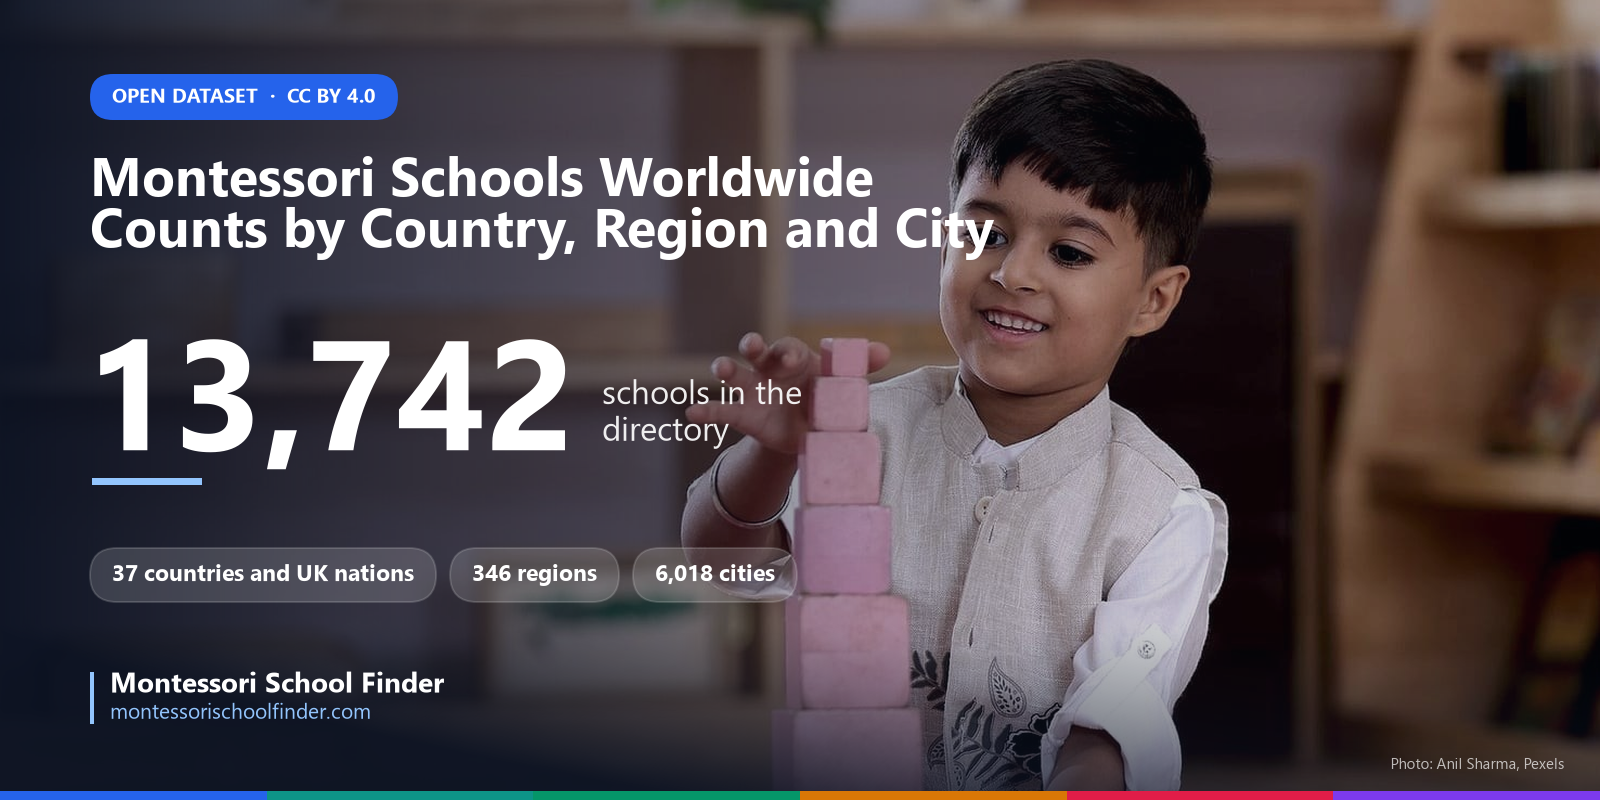 OPEN DATASET · CC BY 4.0
Montessori Schools Worldwide
Counts by Country, Region and City
13,742
schools in the
directory
37 countries and UK nations
346 regions
6,018 cities
Montessori School Finder
montessorischoolfinder.com
Photo: Anil Sharma, Pexels